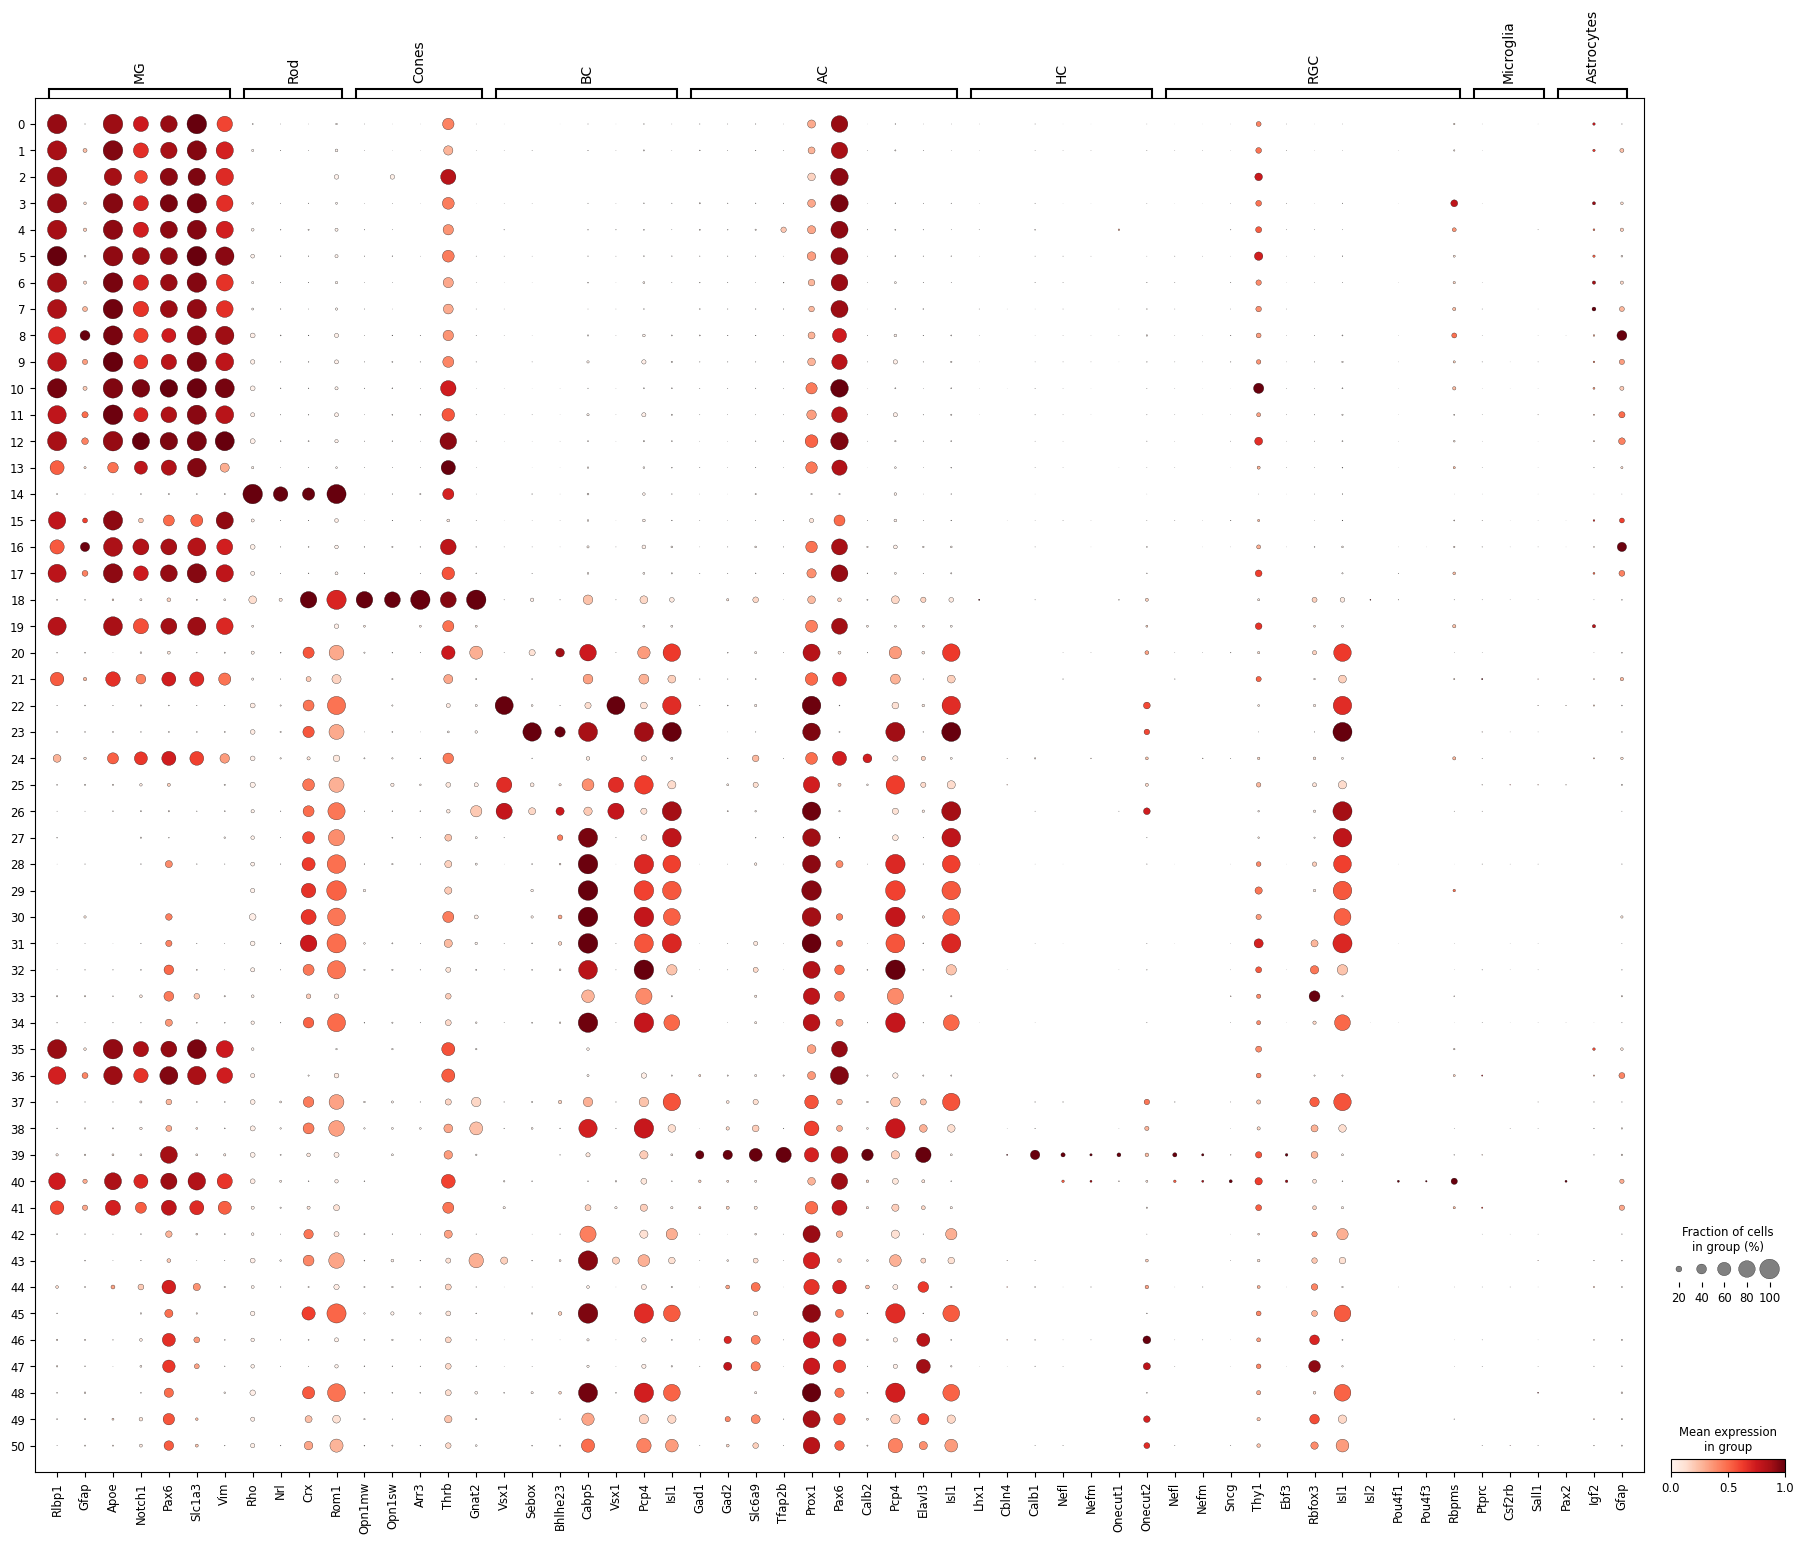 MG
Rod
Cones
BC
AC
HC
RGC
Microglia
Astrocytes
0
1
2
3
4
5
6
7
8
9
10
11
12
13
14
15
16
17
18
19
20
21
22
23
24
25
26
27
28
29
30
31
32
33
34
35
36
37
38
39
40
41
42
43
44
45
46
47
48
49
50
Rlbp1
Gfap
Apoe
Notch1
Pax6
Slc1a3
Vim
Rho
Nrl
Crx
Rom1
Opn1mw
Opn1sw
Arr3
Thrb
Gnat2
Vsx1
Sebox
Bhlhe23
Cabp5
Vsx1
Pcp4
Isl1
Gad1
Gad2
Slc6a9
Tfap2b
Prox1
Pax6
Calb2
Pcp4
Elavl3
Isl1
Lhx1
Cbln4
Calb1
Nefl
Nefm
Onecut1
Onecut2
Nefl
Nefm
Sncg
Thy1
Ebf3
Rbfox3
Isl1
Isl2
Pou4f1
Pou4f3
Rbpms
Ptprc
Csf2rb
Sall1
Pax2
Igf2
Gfap
Fraction of cells
in group (%)
20 40 60 80 100
Mean expression
in group
0.0 0.5 1.0